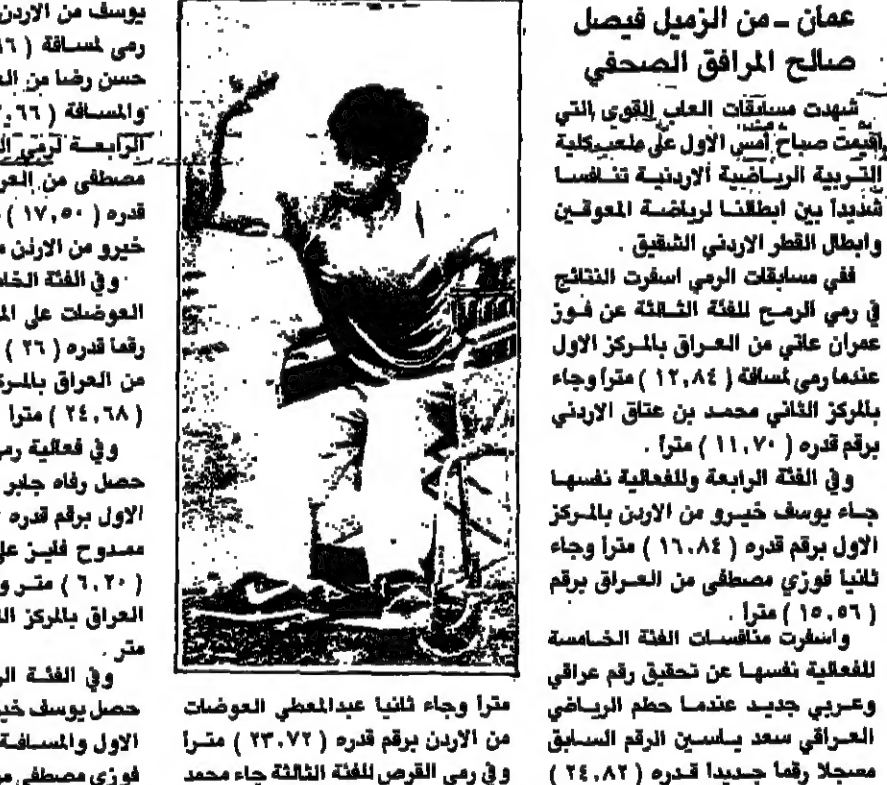 عمان ـ من الزميل فيصل
صالح المرافق الصحفي
شهدت مسابقات العاب القوى التي
اقيمت صباح أمس الاول على ملعب كلية
التربية الرياضية الاردنية تنافسا
شديداً بين ابطالنا لرياضة المعوقين
وابطال القطر الاردني الشقيق .
ففي مسابقات الرمي اسفرت النتائج
في رمي الرمح للفئة الثالثة عن فوز
عمران عاتي من العراق بالمركز الاول
عندما رمى لمسافة ( ١٢,٨٤ ) متراً وجاء
بالمركز الثاني محمد بن عتاق الاردني
برقم قدره ( ١١,٧٠ ) متراً .
وفي الفئة الرابعة وللفعالية نفسها
جاء يوسف خيرو من الاردن بالمركز
الاول برقم قدره ( ١٦,٨٤ ) متراً وجاء
ثانيا فوزي مصطفى من العراق برقم
( ١٥,٥٦ ) متراً .
واسفرت منافسات الفئة الخامسة
للفعالية نفسها عن تحقيق رقم عراقي
وعربي جديد عندما حطم الرياضي
العراقي سعد ياسين الرقم السابق
مسجلا رقما جديدا قدره ( ٢٤,٨٢ )
متراً وجاء ثانيا عبدالمعطي العوضات
من الاردن برقم قدره ( ٢٣,٧٢ ) متراً
وفي رمي القرص للفئة الثالثة جاء محمد
يوسف من الاردن
رمى لمسافة (
حسن رضا من
والمسافة (
الرابعة لرمي
مصطفى من
قدره ( ١٧,٥٠ )
خيرو من الاردن
وفي الفئة
العوضات على
رقما قدره ( ٢٦ )
من العراق
( ٢٤,٦٨ ) مترا
وفي فعالية
حصل رفاه جابر
الاول برقم قدره
ممدوح فليز
( ٦,٢٠ ) متر
العراق بالمركز
متر .
وفي الفئة
حصل يوسف
الاول والمسافة
فوزي مصطفى